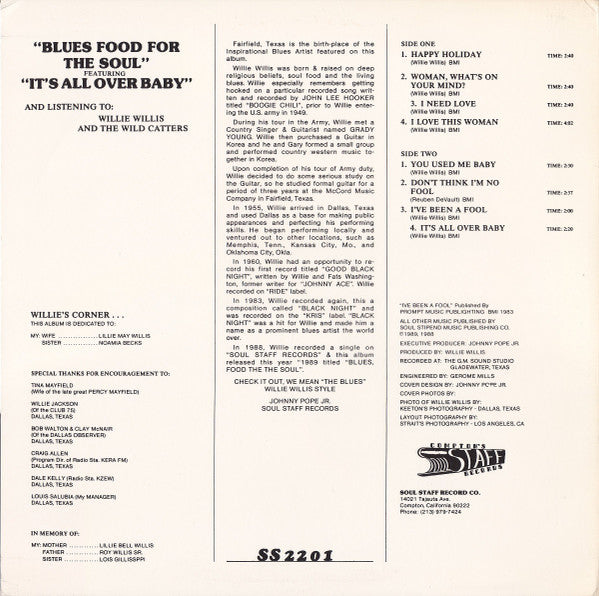 "BLUES FOOD FOR
THE SOUL"
FEATURING
"IT'S ALL OVER BABY"
AND LISTENING TO:
WILLIE WILLIS
AND THE WILD CATTERS
WILLIE'S CORNER . . .
THIS ALBUM IS DEDICATED TO:
MY: WIFE .............. LILLIE MAY WILLIS
SISTER .............. NOAMIA BECKS
SPECIAL THANKS FOR ENCOURAGEMENT TO:
TINA MAYFIELD
(Wife of the late great PERCY MAYFIELD)
WILLIE JACKSON
(Of the CLUB 75)
DALLAS, TEXAS
BOB WALTON & CLAY McNAIR
(Of the DALLAS OBSERVER)
DALLAS, TEXAS
CRAIG ALLEN
(Program Dir. of Radio Sta. KERA FM)
DALLAS, TEXAS
DALE KELLY (Radio Sta. KZEW)
DALLAS, TEXAS
LOUIS SALUBIA (My MANAGER)
DALLAS, TEXAS
IN MEMORY OF:
MY: MOTHER ............ LILLIE BELL WILLIS
FATHER ............ ROY WILLIS SR.
SISTER ............ LOIS GILLISSPPI
Fairfield, Texas is the birth-place of the
Inspirational Blues Artist featured on this
album.
Willie Willis was born & raised on deep
religious beliefs, soul food and the living
blues. Willie especially remembers getting
hooked on a particular recorded song writ-
ten and recorded by JOHN LEE HOOKER
titled "BOOGIE CHILI", prior to Willie enter-
ing the U.S. army in 1949.
During his tour in the Army, Willie met a
Country Singer & Guitarist named GRADY
YOUNG. Willie then purchased a Guitar in
Korea and he and Gary formed a small group
and performed country western music to-
gether in Korea.
Upon completion of his tour of Army duty,
Willie decided to do some serious study on
the Guitar, so he studied formal guitar for a
period of three years at the McCord Music
Company in Fairfield, Texas.
In 1955, Willie arrived in Dallas, Texas
and used Dallas as a base for making public
appearances and perfecting his performing
skills. He began performing locally and
ventured out to other locations, such as
Memphis, Tenn., Kansas City, Mo., and
Oklahoma City, Okla.
In 1960, Willie had an opportunity to re-
cord his first record titled "GOOD BLACK
NIGHT", written by Willie and Fats Washing-
ton, former writer for "JOHNNY ACE". Willie
recorded on "RIDE" label.
In 1983, Willie recorded again, this a
composition called "BLACK NIGHT" and
was recorded on the "KRIS" label. "BLACK
NIGHT" was a hit for Willie and made him a
name as a prominent blues artist the world
over.
In 1988, Willie recorded a single on
"SOUL STAFF RECORDS" & this album
released this year "1989 titled "BLUES,
FOOD THE THE SOUL".
CHECK IT OUT, WE MEAN "THE BLUES"
WILLIE WILLIS STYLE
JOHNNY POPE JR.
SOUL STAFF RECORDS
SS2201
SIDE ONE
1. HAPPY HOLIDAY TIME: 2:40
(Willie Willis) BMI
2. WOMAN, WHAT'S ON
YOUR MIND? TIME: 2:43
(Willie Willis) BMI
3. I NEED LOVE TIME: 2:40
(Willie Willis) BMI
4. I LOVE THIS WOMAN TIME: 4:02
(Willie Willis) BMI
SIDE TWO
1. YOU USED ME BABY TIME: 2:30
(Willie Willis) BMI
2. DON'T THINK I'M NO
FOOL TIME: 2:37
(Reuben DeVault) BMI
3. I'VE BEEN A FOOL TIME: 2:00
(Willie Willis) BMI
4. IT'S ALL OVER BABY TIME: 2:20
(Willie Willis) BMI
"I'VE BEEN A FOOL" Published By
PROMPT MUSIC PUBLIGHTING BMI 1983
ALL OTHER MUSIC PUBLISHED BY
SOUL STIPEND MUSIC PUBLISHING CO.
©1989, 1988
EXECUTIVE PRODUCER: JOHNNY POPE JR
PRODUCED BY: WILLIE WILLIS
RECORDED AT: THE G.M. SOUND STUDIO
GLADEWATER, TEXAS
ENGINEERED BY: GEROME MILLS
COVER DESIGN BY: JOHNNY POPE JR
COVER PHOTOS BY:
PHOTO OF WILLIE WILLIS BY:
KEETON'S PHOTOGRAPHY - DALLAS, TEXAS
LAYOUT PHOTOGRAPHY BY:
STRAIT'S PHOTOGRAPHY - LOS ANGELES, CA
COMPTON'S
STAFF
RECORDS
SOUL STAFF RECORD CO.
14021 Tajauta Ave.
Compton, California 90222
Phone: (213) 979-7424